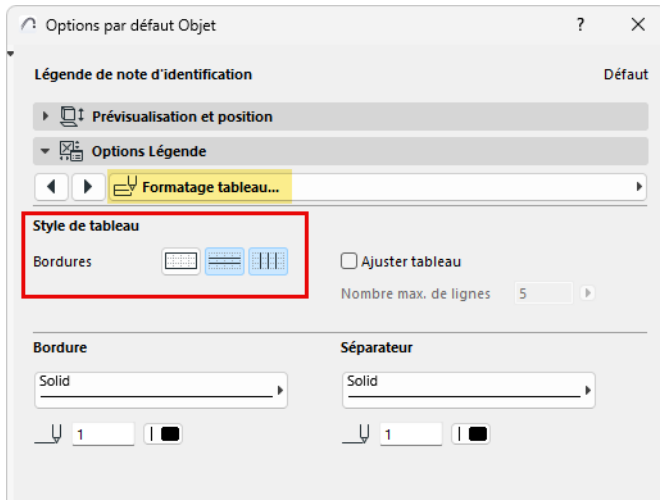 Options par défaut Objet
?
Légende de note d'identification
Défaut
Prévisualisation et position
Options Légende
Formatage tableau...
Style de tableau
Bordures
Ajuster tableau
Nombre max. de lignes
5
Bordure
Séparateur
Solid
Solid
1
1